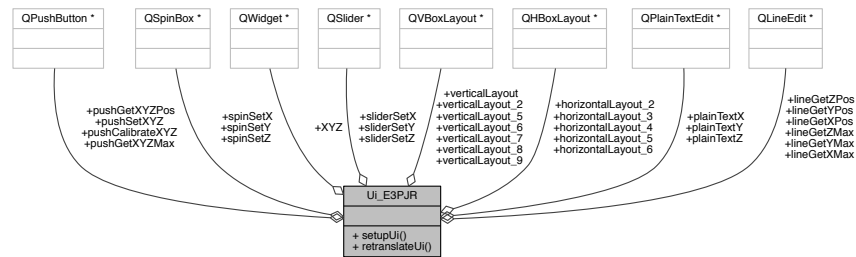 QPushButton *
QSpinBox *
QWidget *
QSlider *
QVBoxLayout *
QHBoxLayout *
QPlainTextEdit *
QLineEdit *
+pushGetXYZPos
+pushSetXYZ
+pushCalibrateXYZ
+pushGetXYZMax
+spinSetX
+spinSetY
+spinSetZ
+XYZ
+sliderSetX
+sliderSetY
+sliderSetZ
+verticalLayout
+verticalLayout_2
+verticalLayout_5
+verticalLayout_6
+verticalLayout_7
+verticalLayout_8
+verticalLayout_9
+horizontalLayout_2
+horizontalLayout_3
+horizontalLayout_4
+horizontalLayout_5
+horizontalLayout_6
+plainTextX
+plainTextY
+plainTextZ
+lineGetZPos
+lineGetYPos
+lineGetXPos
+lineGetZMax
+lineGetYMax
+lineGetXMax
Ui_E3PJR
+ setupUi()
+ retranslateUi()